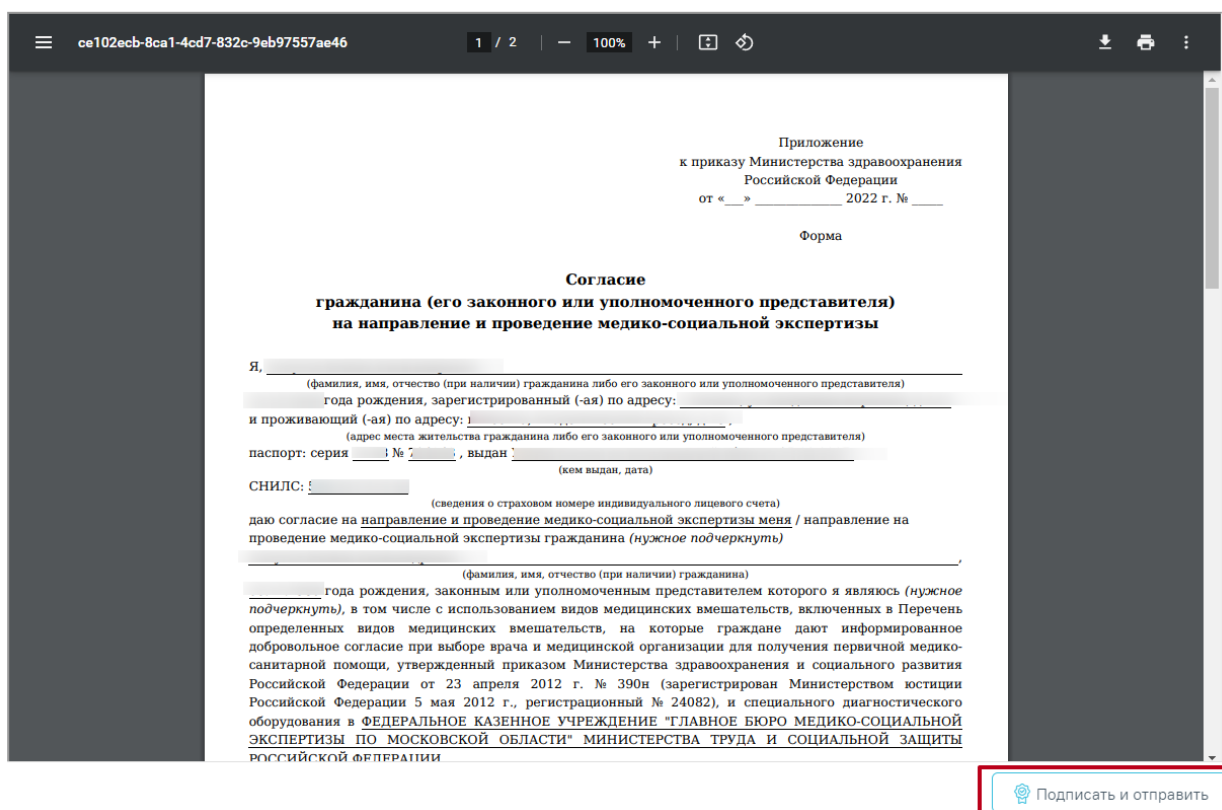 ce102ecb-8ca1-4cd7-832c-9eb97557ae46 1 / 2 | — 100% + |
Приложение
к приказу Министерства здравоохранения
Российской Федерации
от «___» ______________ 2022 г. № _____
Форма
Согласие
гражданина (его законного или уполномоченного представителя)
на направление и проведение медико-социальной экспертизы
Я,
(фамилия, имя, отчество (при наличии) гражданина либо его законного или уполномоченного представителя)
года рождения, зарегистрированный (-ая) по адресу:
и проживающий (-ая) по адресу:
(адрес места жительства гражданина либо его законного или уполномоченного представителя)
паспорт: серия № , выдан
(кем выдан, дата)
СНИЛС:
(сведения о страховом номере индивидуального лицевого счета)
даю согласие на направление и проведение медико-социальной экспертизы меня / направление на
проведение медико-социальной экспертизы гражданина (нужное подчеркнуть)
,
(фамилия, имя, отчество (при наличии) гражданина)
года рождения, законным или уполномоченным представителем которого я являюсь (нужное
подчеркнуть), в том числе с использованием видов медицинских вмешательств, включенных в Перечень
определенных видов медицинских вмешательств, на которые граждане дают информированное
добровольное согласие при выборе врача и медицинской организации для получения первичной медико-
санитарной помощи, утвержденный приказом Министерства здравоохранения и социального развития
Российской Федерации от 23 апреля 2012 г. № 390н (зарегистрирован Министерством юстиции
Российской Федерации 5 мая 2012 г., регистрационный № 24082), и специального диагностического
оборудования в ФЕДЕРАЛЬНОЕ КАЗЕННОЕ УЧРЕЖДЕНИЕ "ГЛАВНОЕ БЮРО МЕДИКО-СОЦИАЛЬНОЙ
ЭКСПЕРТИЗЫ ПО МОСКОВСКОЙ ОБЛАСТИ" МИНИСТЕРСТВА ТРУДА И СОЦИАЛЬНОЙ ЗАЩИТЫ
РОССИЙСКОЙ ФЕДЕРАЦИИ
Подписать и отправить